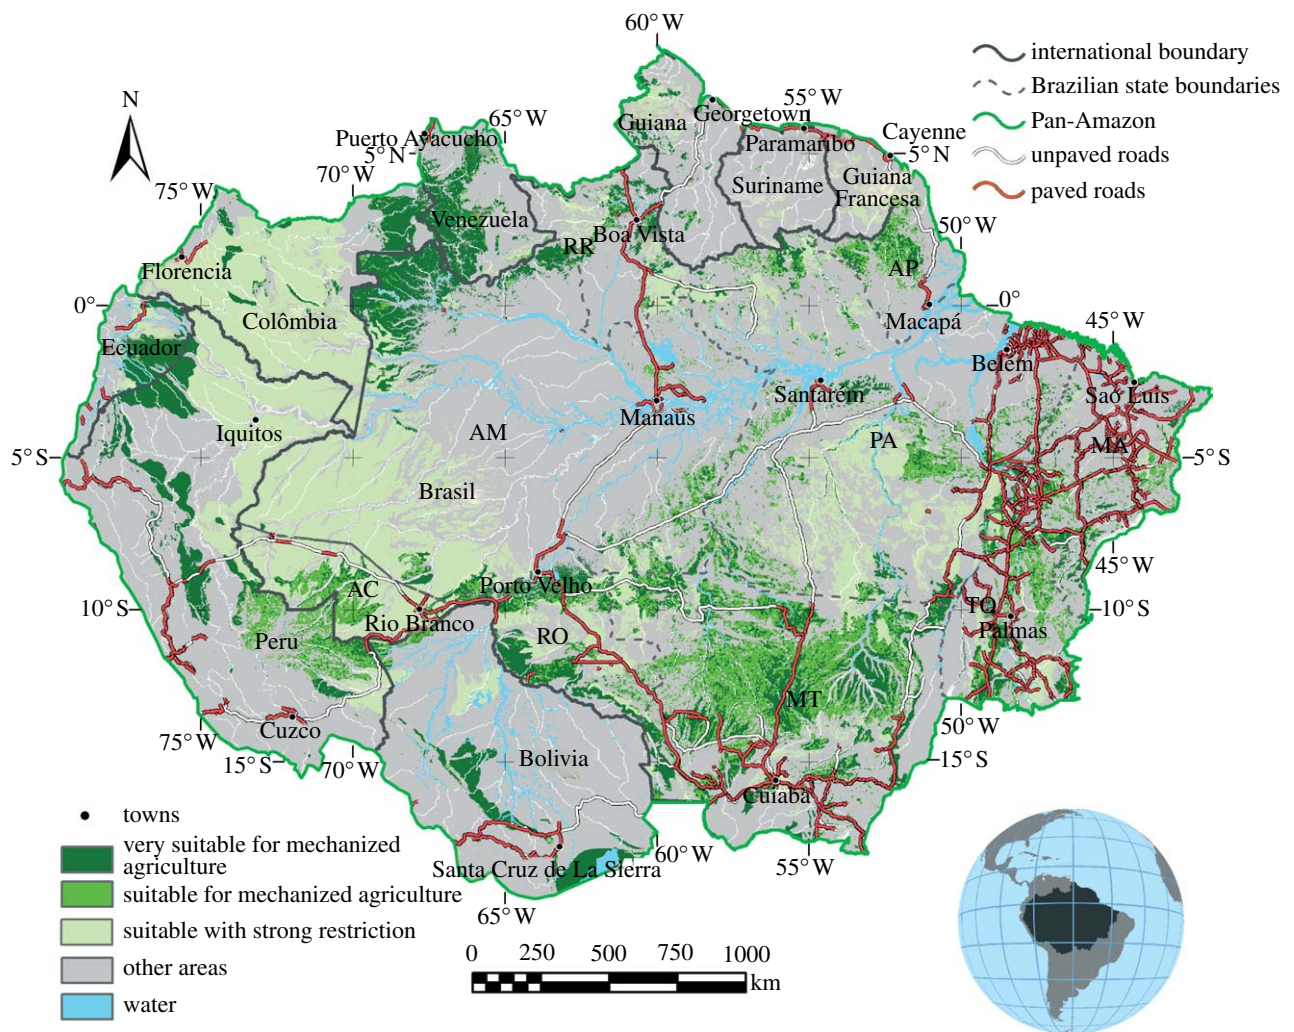 60° W
international boundary
Brazilian state boundaries
Pan-Amazon
unpaved roads
paved roads
N
Puerto Ayacucho
65° W
5° N
Guiana
Georgetown
55° W
Paramaribo
Cayenne
5° N
70° W
75° W
Suriname
Guiana
Francesa
Venezuela
50° W
RR
Boa Vista
Florencia
AP
0°
Colômbia
Macapá
0°
45° W
Ecuador
Belém
Santarém
Sao Luis
Manaus
Iquitos
AM
PA
MA
5° S
5° S
Brasil
45° W
Porto Velho
AC
10° S
Rio Branco
TO
10° S
Peru
RO
Palmas
MT
50° W
Cuzco
75° W
15° S
70° W
Bolivia
15° S
Cuiaba
60° W
55° W
Santa Cruz de La Sierra
65° W
towns
very suitable for mechanized
agriculture
suitable for mechanized agriculture
suitable with strong restriction
other areas
water
0 250 500 750 1000
km